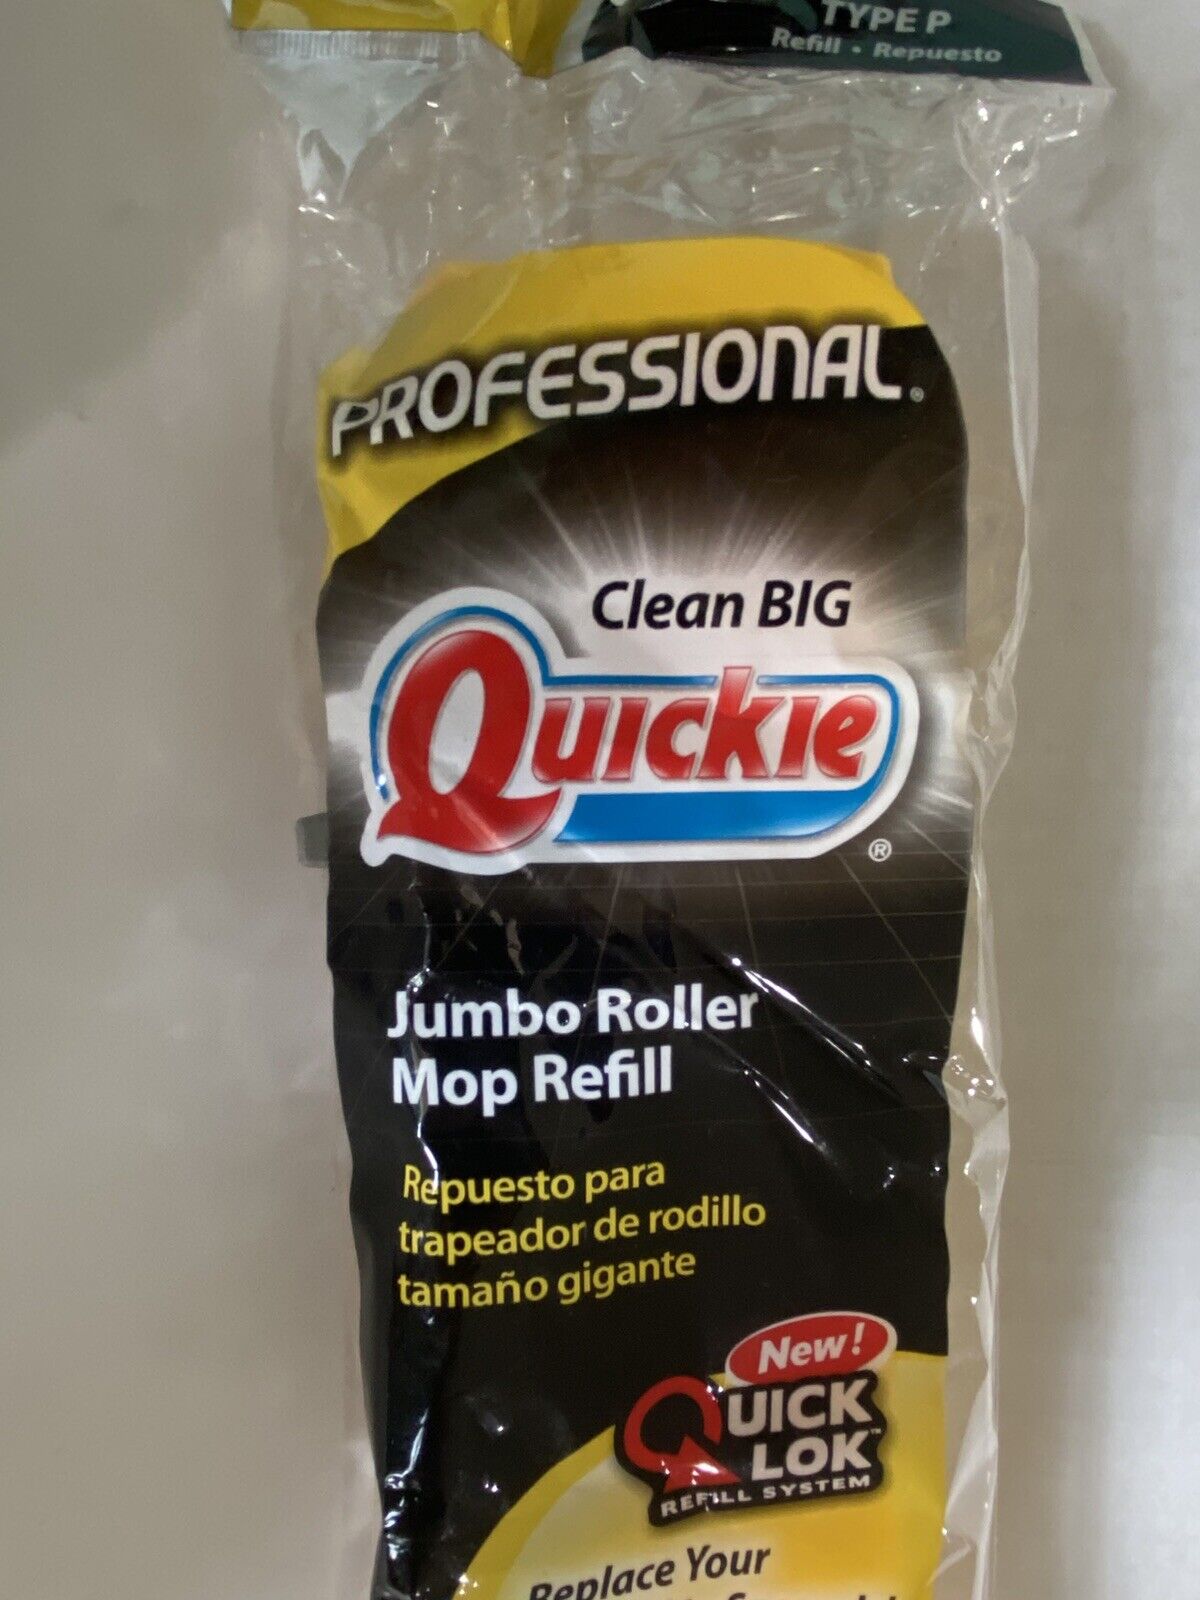 TYPE P
Refill • Repuesto
PROFESSIONAL®
Clean BIG
Quickie®
Jumbo Roller
Mop Refill
Repuesto para
trapeador de rodillo
tamaño gigante
New!
QUICK
LOK™
REFILL SYSTEM
Replace Your